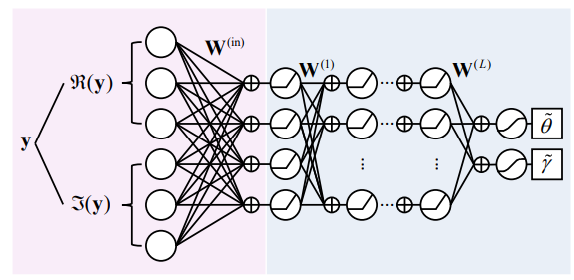 W^(in)
W^(1)
W^(L)
ℜ(y)
y
ℑ(y)
θ̃
γ̃
...
...
...
...
⋮
⋮